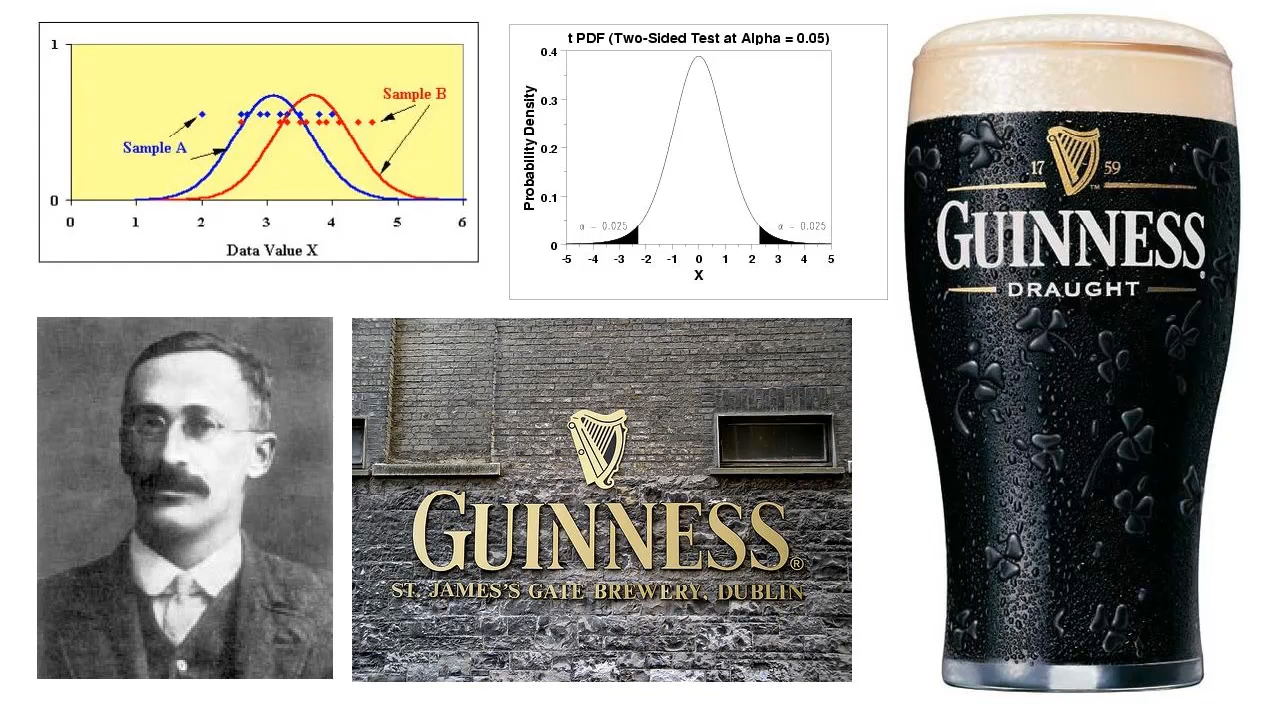 1
Sample B
Sample A
0
0 1 2 3 4 5 6
Data Value X
t PDF (Two-Sided Test at Alpha = 0.05)
0.4
0.3
0.2
0.1
0
Probability Density
α - 0.025
α - 0.025
-5 -4 -3 -2 -1 0 1 2 3 4 5
X
17 59
TM
GUINNESS®
DRAUGHT
GUINNESS®
ST. JAMES'S GATE BREWERY, DUBLIN